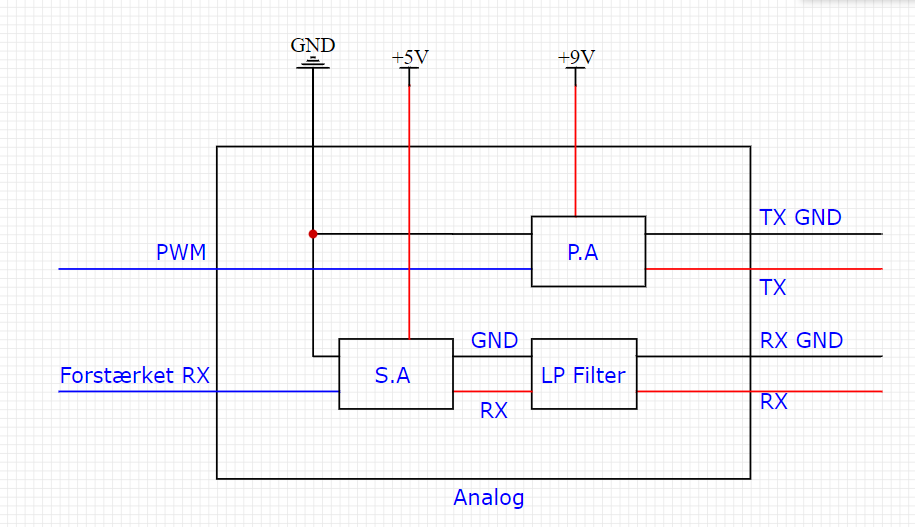 GND
+5V
+9V
TX GND
PWM
P.A
TX
GND
RX GND
Forstærket RX
S.A
LP Filter
RX
RX
Analog